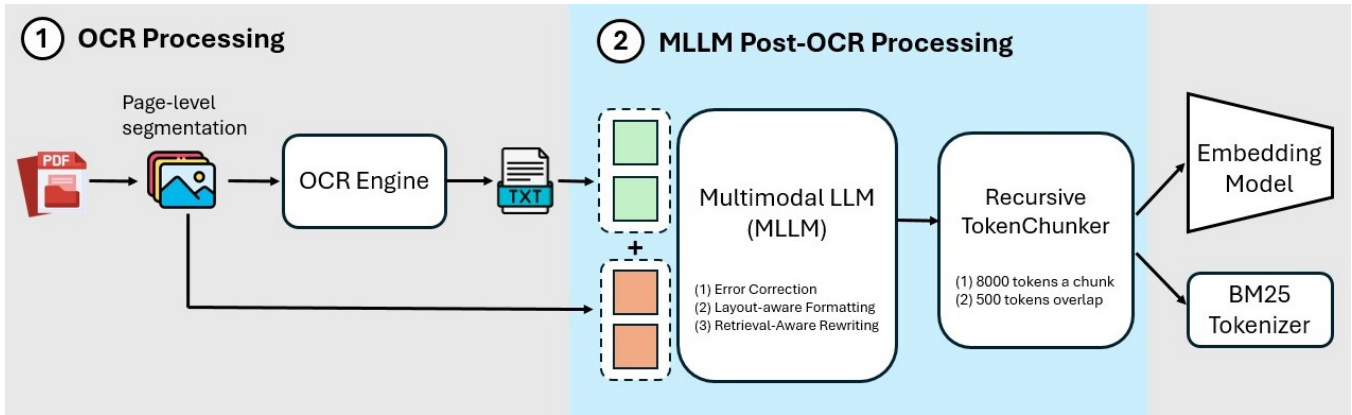 1 OCR Processing
2 MLLM Post-OCR Processing
Page-level
segmentation
PDF
OCR Engine
TXT
+
Multimodal LLM
(MLLM)
(1) Error Correction
(2) Layout-aware Formatting
(3) Retrieval-Aware Rewriting
Recursive
TokenChunker
(1) 8000 tokens a chunk
(2) 500 tokens overlap
Embedding
Model
BM25
Tokenizer